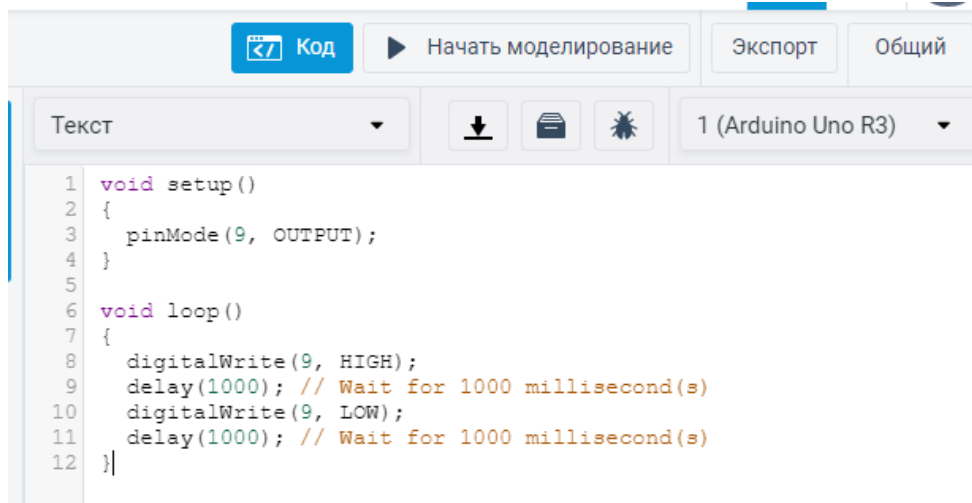 Код Начать моделирование Экспорт Общий
Текст 1 (Arduino Uno R3)
1 void setup()
2 {
3   pinMode(9, OUTPUT);
4 }
5
6 void loop()
7 {
8   digitalWrite(9, HIGH);
9   delay(1000); // Wait for 1000 millisecond(s)
10   digitalWrite(9, LOW);
11   delay(1000); // Wait for 1000 millisecond(s)
12 }